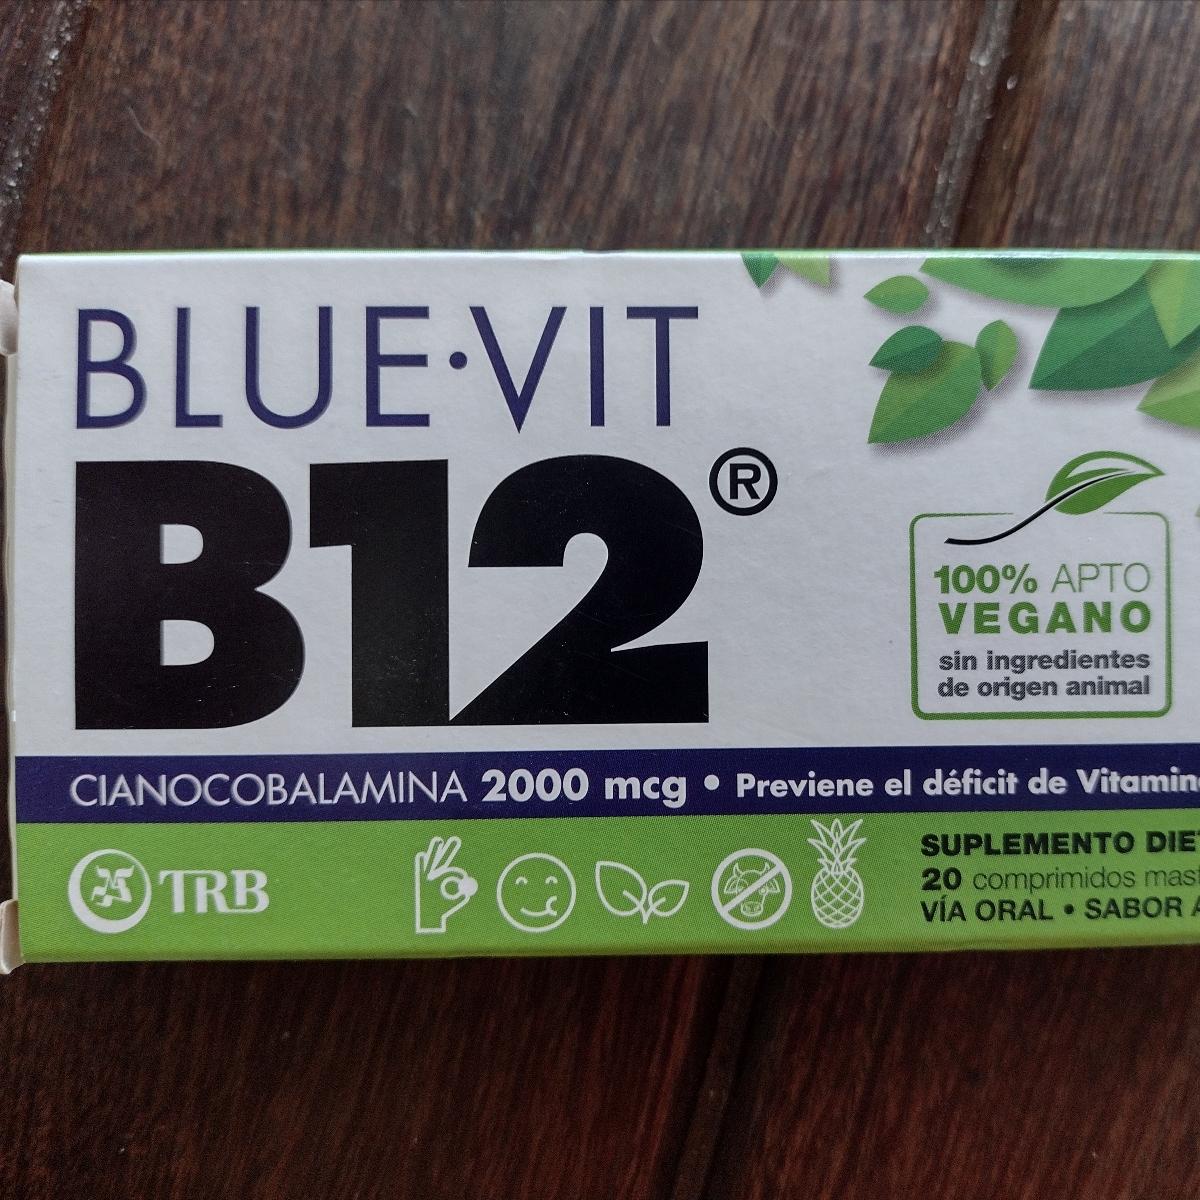 BLUE·VIT
B12®
100% APTO
VEGANO
sin ingredientes
de origen animal
CIANOCOBALAMINA 2000 mcg • Previene el déficit de
TRB
SUPLEMENTO
20 comprimidos
VÍA ORAL • SABOR